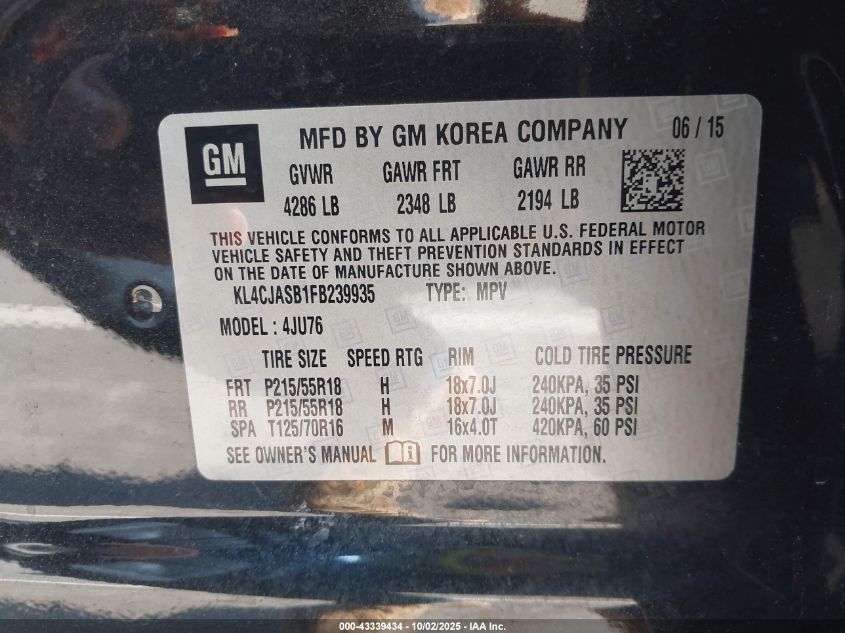 GM
MFD BY GM KOREA COMPANY 06 / 15
GVWR GAWR FRT GAWR RR
4286 LB 2348 LB 2194 LB
THIS VEHICLE CONFORMS TO ALL APPLICABLE U.S. FEDERAL MOTOR
VEHICLE SAFETY AND THEFT PREVENTION STANDARDS IN EFFECT
ON THE DATE OF MANUFACTURE SHOWN ABOVE.
KL4CJASB1FB239935 TYPE: MPV
MODEL : 4JU76
TIRE SIZE SPEED RTG RIM COLD TIRE PRESSURE
FRT P215/55R18 H 18x7.0J 240KPA, 35 PSI
RR P215/55R18 H 18x7.0J 240KPA, 35 PSI
SPA T125/70R16 M 16x4.0T 420KPA, 60 PSI
SEE OWNER'S MANUAL FOR MORE INFORMATION.
000-43339434 - 10/02/2025 - IAA Inc.